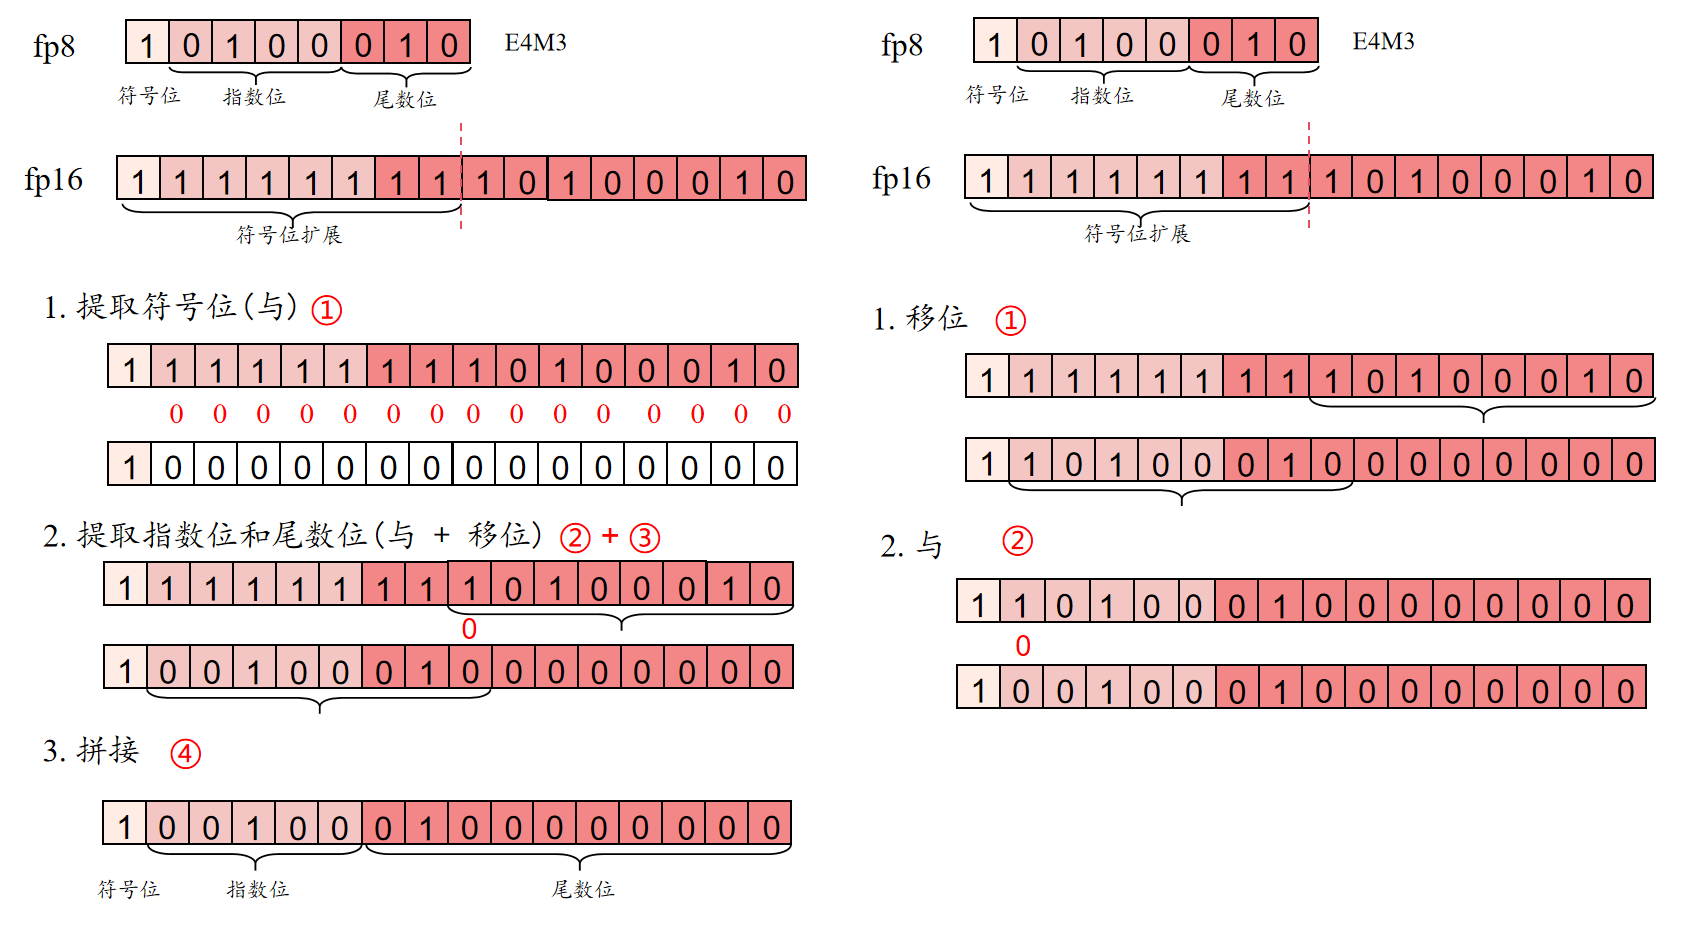 fp8 1 0 1 0 0 0 1 0 E4M3
符号位 指数位 尾数位
fp16 1 1 1 1 1 1 1 1 1 0 1 0 0 0 1 0
符号位扩展
1. 提取符号位(与) ①
1 1 1 1 1 1 1 1 1 0 1 0 0 0 1 0
0 0 0 0 0 0 0 0 0 0 0 0 0 0 0
1 0 0 0 0 0 0 0 0 0 0 0 0 0 0 0
2. 提取指数位和尾数位(与 + 移位) ② + ③
1 1 1 1 1 1 1 1 1 0 1 0 0 0 1 0
0
1 0 0 1 0 0 0 1 0 0 0 0 0 0 0 0
3. 拼接 ④
1 0 0 1 0 0 0 1 0 0 0 0 0 0 0 0
符号位 指数位 尾数位
fp8 1 0 1 0 0 0 1 0 E4M3
符号位 指数位 尾数位
fp16 1 1 1 1 1 1 1 1 1 0 1 0 0 0 1 0
符号位扩展
1. 移位 ①
1 1 1 1 1 1 1 1 1 0 1 0 0 0 1 0
1 1 0 1 0 0 0 1 0 0 0 0 0 0 0 0
2. 与 ②
1 1 0 1 0 0 0 1 0 0 0 0 0 0 0 0
0
1 0 0 1 0 0 0 1 0 0 0 0 0 0 0 0